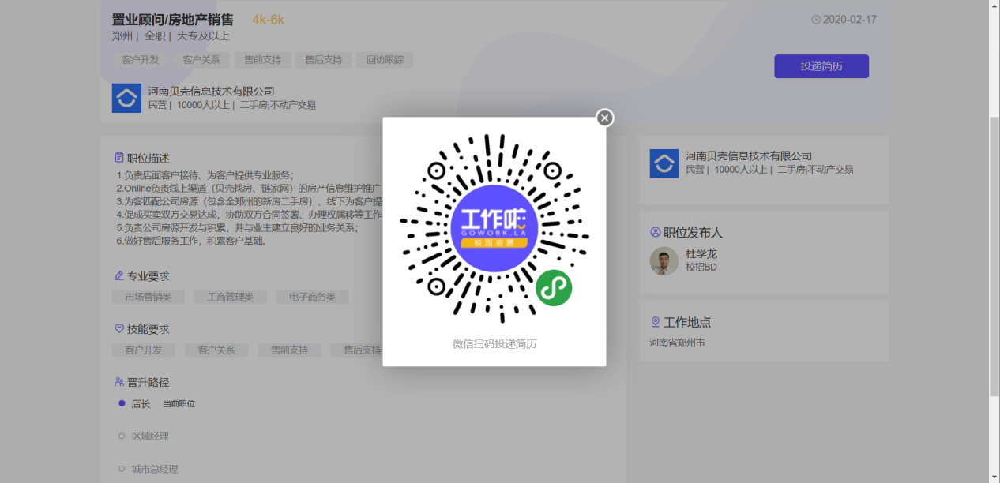 置业顾问/房地产销售 4k-6k
2020-02-17
郑州 | 全职 | 大专及以上
客户开发 客户关系 售前支持 售后支持 回访跟踪
投递简历
河南贝壳信息技术有限公司
民营 | 10000人以上 | 二手房|不动产交易
职位描述
1.负责店面客户接待、为客户提供专业服务；
2.Online负责线上渠道（贝壳找房、链家网）的房产信息维护推广
3.为客匹配公司房源（包含全郑州的新房二手房）、线下为客户提
4.促成买卖双方交易达成，协助双方合同签署、办理权属移等工作
5.负责公司房源开发与积累，并与业主建立良好的业务关系；
6.做好售后服务工作，积累客户基础。
专业要求
市场营销类 工商管理类 电子商务类
技能要求
客户开发 客户关系 售前支持 售后支持
晋升路径
店长 当前职位
区域经理
城市总经理
工作啦
GOWORK.LA
校园招聘
微信扫码投递简历
河南贝壳信息技术有限公司
民营 | 10000人以上 | 二手房|不动产交易
职位发布人
杜学龙
校招BD
工作地点
河南省郑州市